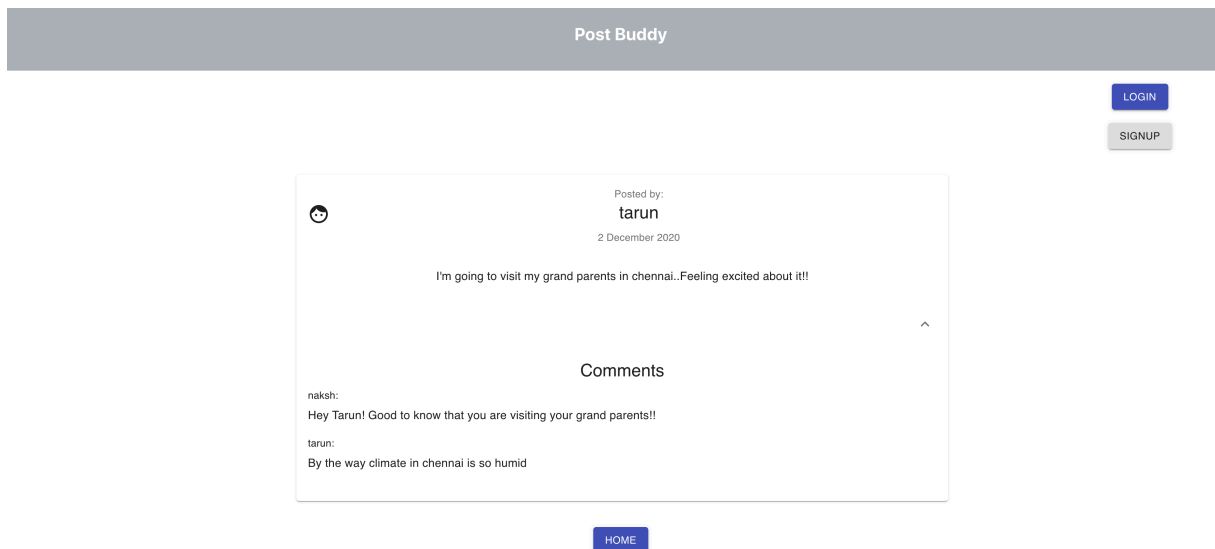 Post Buddy
LOGIN
SIGNUP
Posted by:
tarun
2 December 2020
I'm going to visit my grand parents in chennai..Feeling excited about it!!
Comments
naksh:
Hey Tarun! Good to know that you are visiting your grand parents!!
tarun:
By the way climate in chennai is so humid
HOME